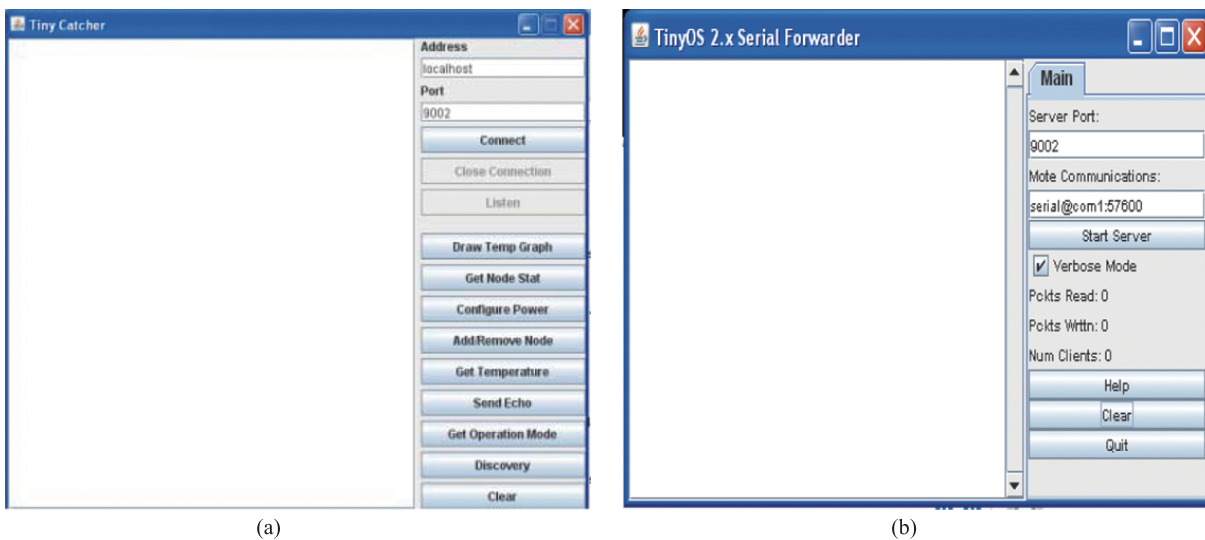 Tiny Catcher
Address
localhost
Port
9002
Connect
Close Connection
Listen
Draw Temp Graph
Get Node Stat
Configure Power
Add/Remove Node
Get Temperature
Send Echo
Get Operation Mode
Discovery
Clear
(a)
TinyOS 2.x Serial Forwarder
Main
Server Port:
9002
Mote Communications:
serial@com1:57600
Start Server
Verbose Mode
Pckts Read: 0
Pckts Wrttn: 0
Num Clients: 0
Help
Clear
Quit
(b)